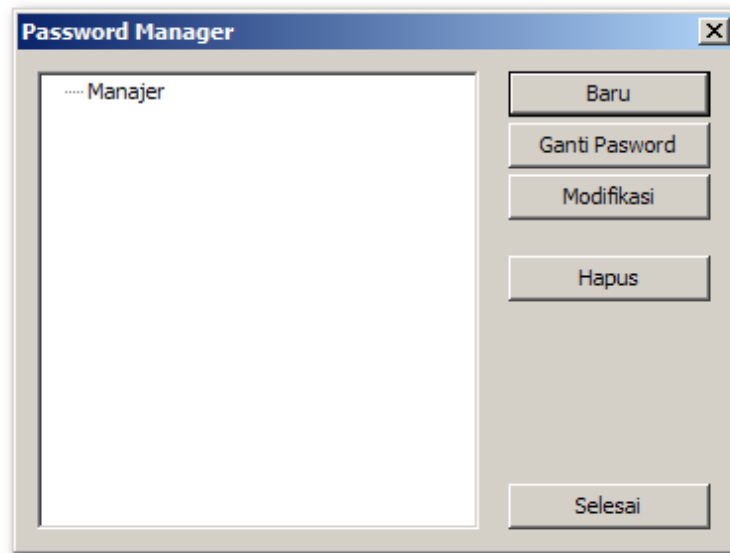 Password Manager
Manajer
Baru
Ganti Pasword
Modifikasi
Hapus
Selesai